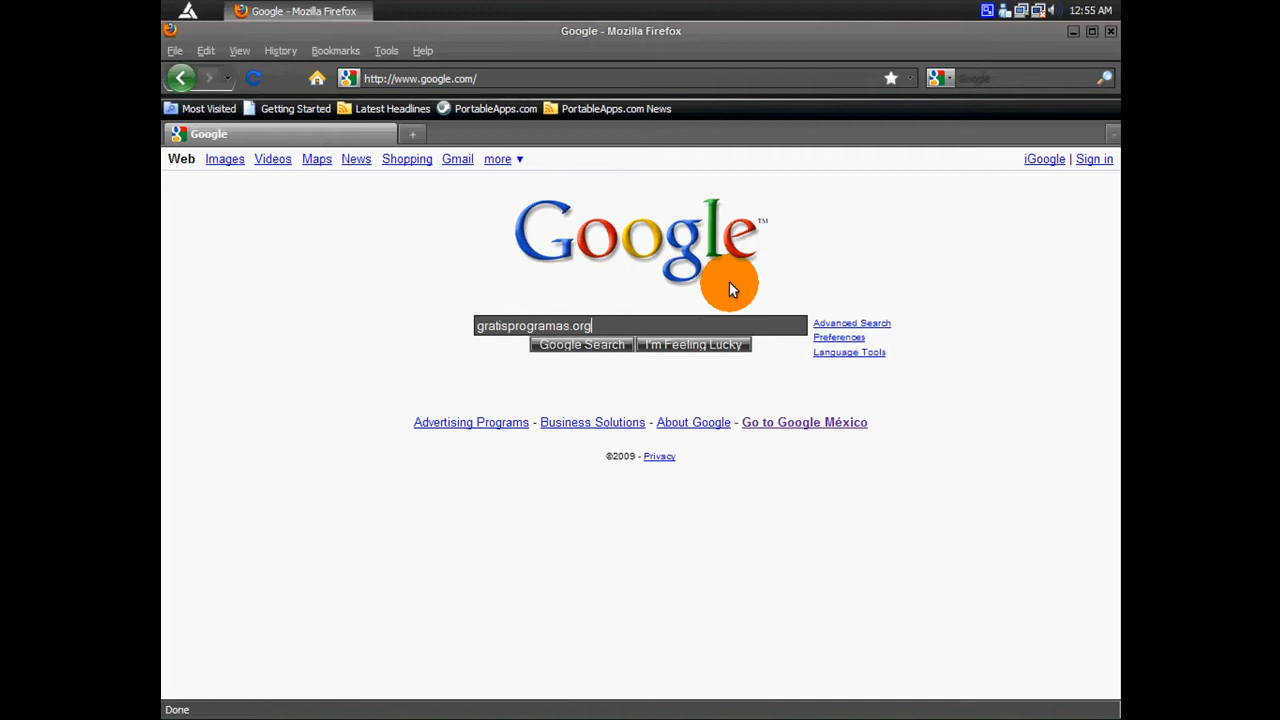 Google - Mozilla Firefox
12:55 AM
Google - Mozilla Firefox
File Edit View History Bookmarks Tools Help
http://www.google.com/
Google
Most Visited Getting Started Latest Headlines PortableApps.com PortableApps.com News
Google
Web Images Videos Maps News Shopping Gmail more ▼
iGoogle | Sign in
Google™
gratisprogramas.org
Advanced Search
Preferences
Language Tools
Google Search I'm Feeling Lucky
Advertising Programs - Business Solutions - About Google - Go to Google México
©2009 - Privacy
Done